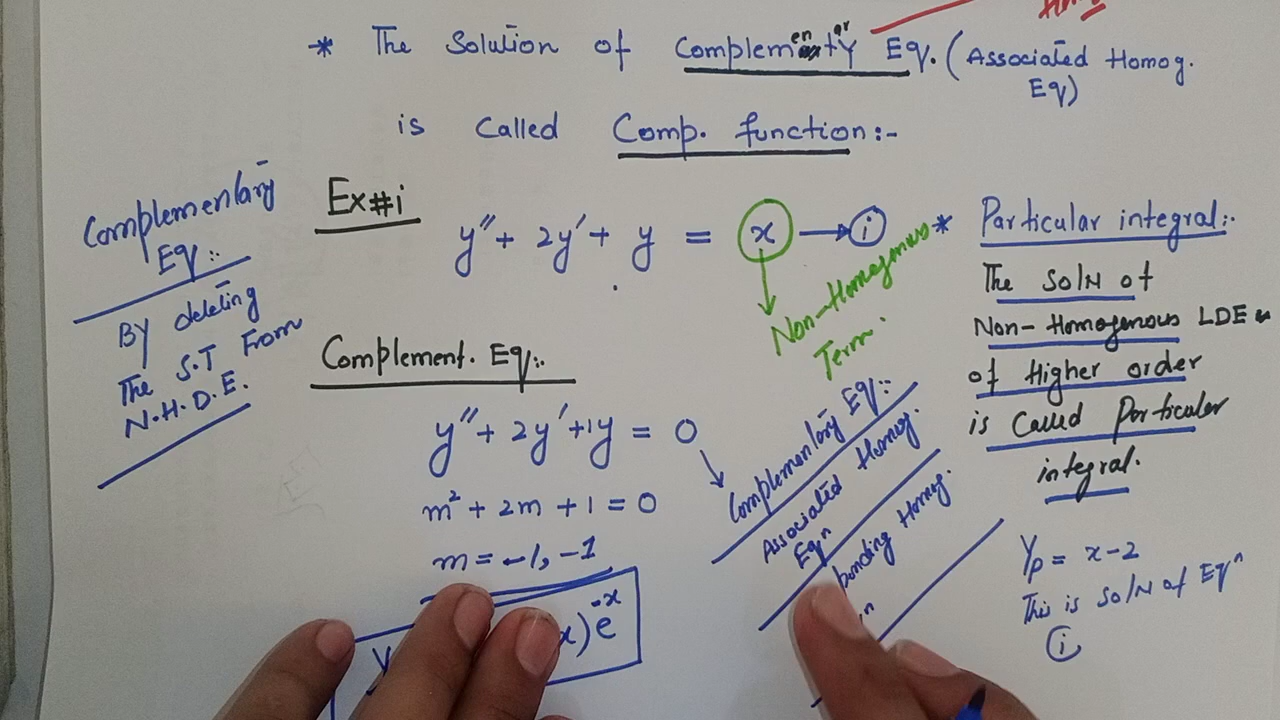 * The Solution of Complementary Eq. (Associated Homog. Eq)
is Called Comp. function:-
Complementary
Eq::
By deleting
The S.T From
N.H.D.E.
Ex#i
y'' + 2y' + y = x → i
Non-Homogenous
Term.
Complement. Eq::
y'' + 2y' + 1y = 0
m² + 2m + 1 = 0
m = -1, -1
x)e^-x
Complementary Eq::
Associated Homog.
Eqⁿ
ponding Homog.
* Particular integral:-
The SolN of
Non-Homogenous LDE
of Higher order
is Called Particular
integral.
Yp = x-2
This is SolN of Eqⁿ
i